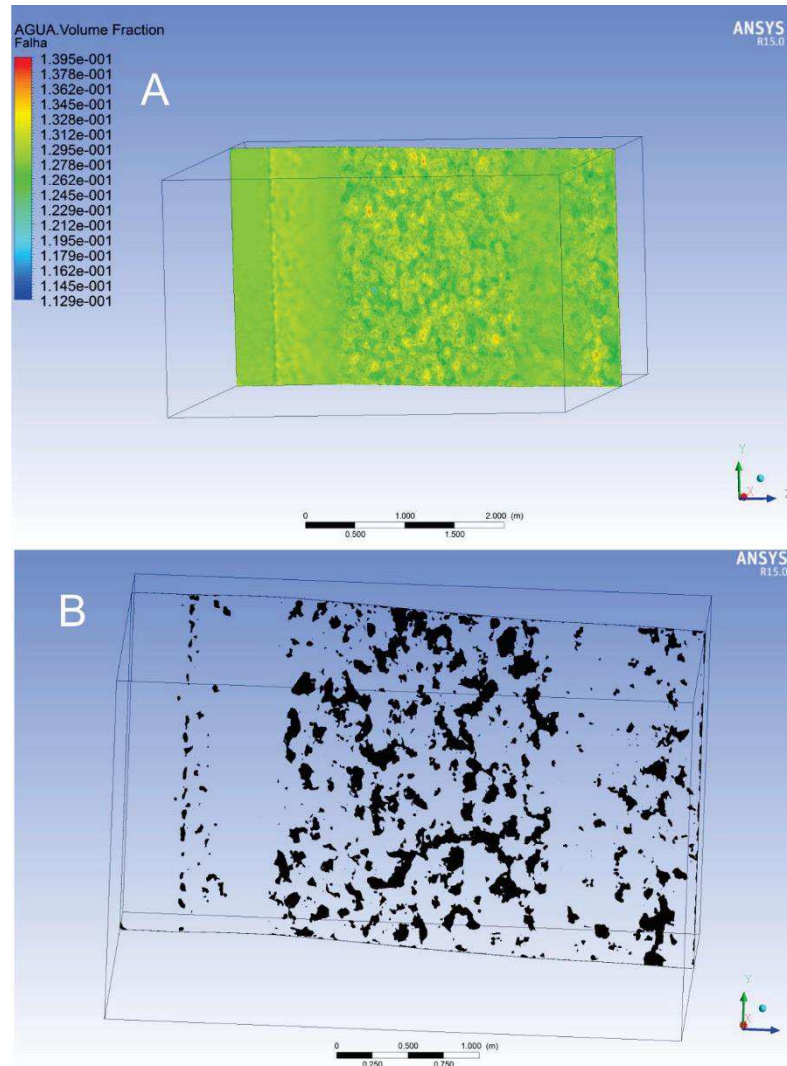 AGUA.Volume Fraction
Falha
1.395e-001
1.378e-001
1.362e-001
1.345e-001
1.328e-001
1.312e-001
1.295e-001
1.278e-001
1.262e-001
1.245e-001
1.229e-001
1.212e-001
1.195e-001
1.179e-001
1.162e-001
1.145e-001
1.129e-001
A
ANSYS
R15.0
Y
X
Z
0 1.000 2.000 (m)
0.500 1.500
B
ANSYS
R15.0
Y
X
0 0.500 1.000 (m)
0.250 0.750